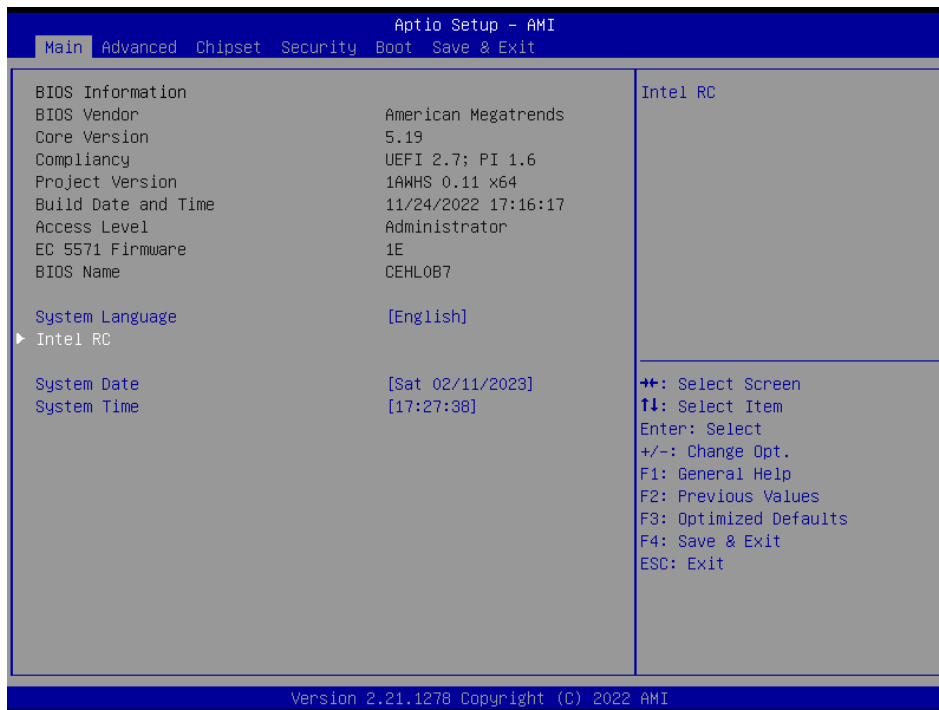 Aptio Setup – AMI
Main Advanced Chipset Security Boot Save & Exit
BIOS Information
BIOS Vendor American Megatrends
Core Version 5.19
Compliancy UEFI 2.7; PI 1.6
Project Version 1AWHS 0.11 x64
Build Date and Time 11/24/2022 17:16:17
Access Level Administrator
EC 5571 Firmware 1E
BIOS Name CEHL0B7
System Language [English]
Intel RC
System Date [Sat 02/11/2023]
System Time [17:27:38]
Intel RC
→←: Select Screen
↑↓: Select Item
Enter: Select
+/-: Change Opt.
F1: General Help
F2: Previous Values
F3: Optimized Defaults
F4: Save & Exit
ESC: Exit
Version 2.21.1278 Copyright (C) 2022 AMI